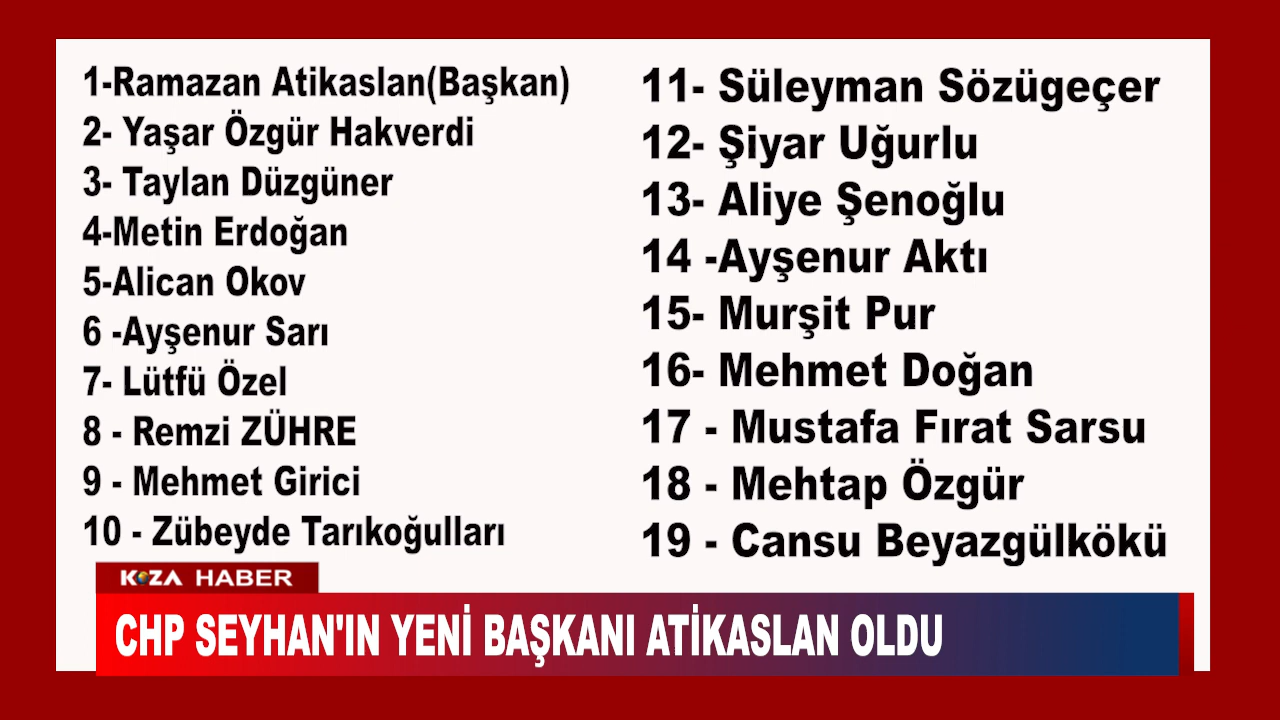 1-Ramazan Atikaslan(Başkan)
2- Yaşar Özgür Hakverdi
3- Taylan Düzgüner
4-Metin Erdoğan
5-Alican Okov
6 -Ayşenur Sarı
7- Lütfü Özel
8 - Remzi ZÜHRE
9 - Mehmet Girici
10 - Zübeyde Tarıkoğulları
11- Süleyman Sözügeçer
12- Şiyar Uğurlu
13- Aliye Şenoğlu
14 -Ayşenur Aktı
15- Murşit Pur
16- Mehmet Doğan
17 - Mustafa Fırat Sarsu
18 - Mehtap Özgür
19 - Cansu Beyazgülkökü
KOZA HABER
CHP SEYHAN'IN YENİ BAŞKANI ATİKASLAN OLDU